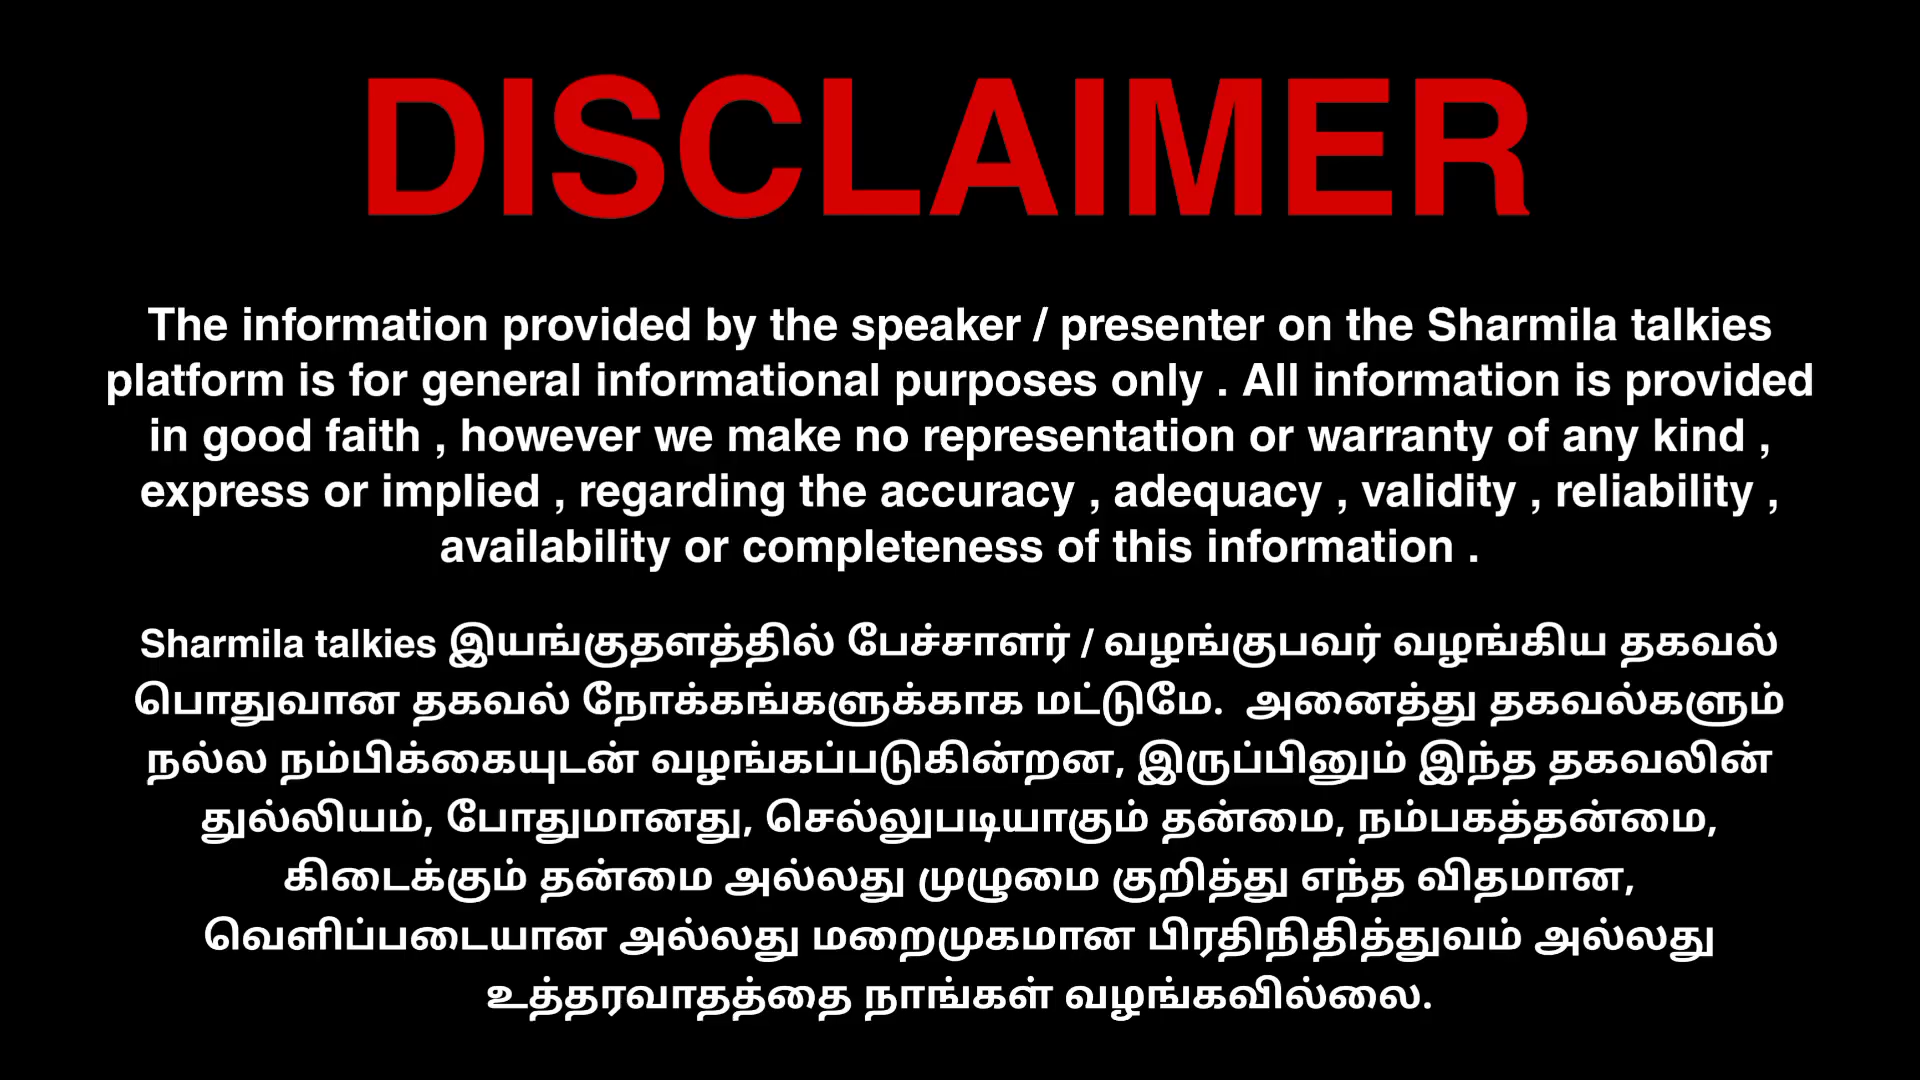 DISCLAIMER
The information provided by the speaker / presenter on the Sharmila talkies
platform is for general informational purposes only . All information is provided
in good faith , however we make no representation or warranty of any kind ,
express or implied , regarding the accuracy , adequacy , validity , reliability ,
availability or completeness of this information .
Sharmila talkies இயங்குதளத்தில் பேச்சாளர் / வழங்குபவர் வழங்கிய தகவல்
பொதுவான தகவல் நோக்கங்களுக்காக மட்டுமே.  அனைத்து தகவல்களும்
நல்ல நம்பிக்கையுடன் வழங்கப்படுகின்றன, இருப்பினும் இந்த தகவலின்
துல்லியம், போதுமானது, செல்லுபடியாகும் தன்மை, நம்பகத்தன்மை,
கிடைக்கும் தன்மை அல்லது முழுமை குறித்து எந்த விதமான,
வெளிப்படையான அல்லது மறைமுகமான பிரதிநிதித்துவம் அல்லது
உத்தரவாதத்தை நாங்கள் வழங்கவில்லை.